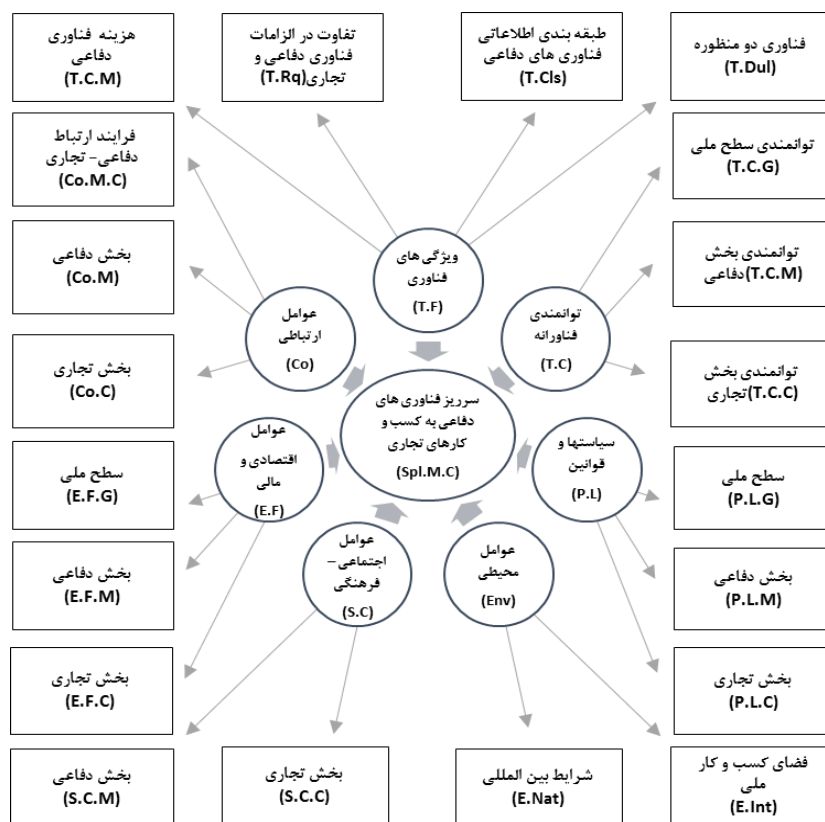 هزینه فناوری
دفاعی
(T.C.M)
تفاوت در الزامات
فناوری دفاعی و
تجاری(T.Rq)
طبقه بندی اطلاعاتی
فناوری های دفاعی
(T.Cls)
فناوری دو منظوره
(T.Dul)
فرایند ارتباط
دفاعی- تجاری
(Co.M.C)
توانمندی سطح ملی
(T.C.G)
بخش دفاعی
(Co.M)
توانمندی بخش
دفاعی(T.C.M)
بخش تجاری
(Co.C)
توانمندی بخش
تجاری(T.C.C)
سطح ملی
(E.F.G)
سطح ملی
(P.L.G)
بخش دفاعی
(E.F.M)
بخش دفاعی
(P.L.M)
بخش تجاری
(E.F.C)
بخش تجاری
(P.L.C)
بخش دفاعی
(S.C.M)
بخش تجاری
(S.C.C)
شرایط بین المللی
(E.Nat)
فضای کسب و کار
ملی
(E.Int)
ویژگی های
فناوری
(T.F)
عوامل
ارتباطی
(Co)
توانمندی
فناورانه
(T.C)
سرریز فناوری های
دفاعی به کسب و
کارهای تجاری
(Spl.M.C)
عوامل
اقتصادی و
مالی
(E.F)
سیاستها و
قوانین
(P.L)
عوامل
اجتماعی –
فرهنگی
(S.C)
عوامل
محیطی
(Env)